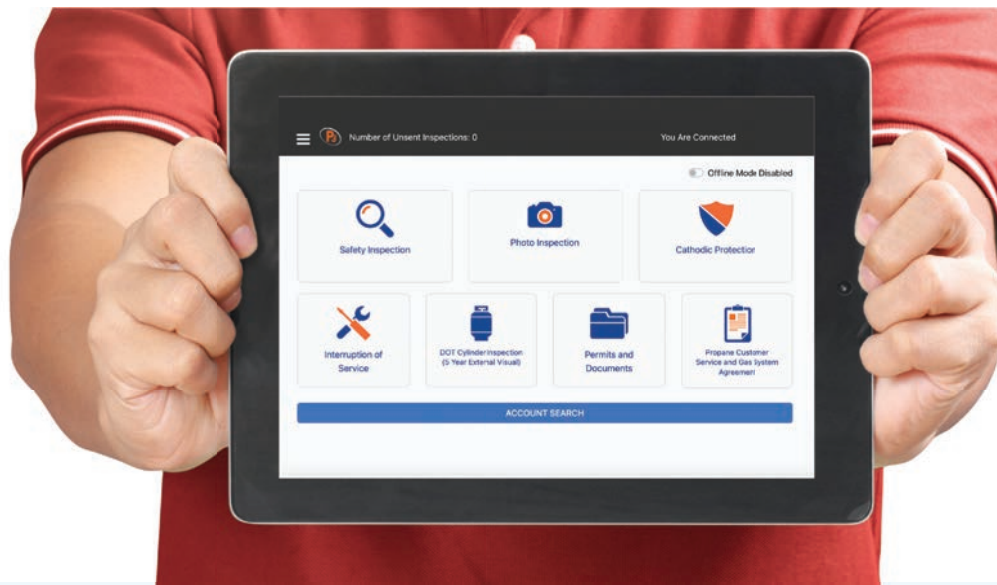 Number of Unsent Inspections: 0
You Are Connected
Offline Mode Disabled
Safety Inspection
Photo Inspection
Cathodic Protection
Interruption of
Service
DOT Cylinder Inspection
(5 Year External Visual)
Permits and
Documents
Propane Customer
Service and Gas System
Agreement
ACCOUNT SEARCH